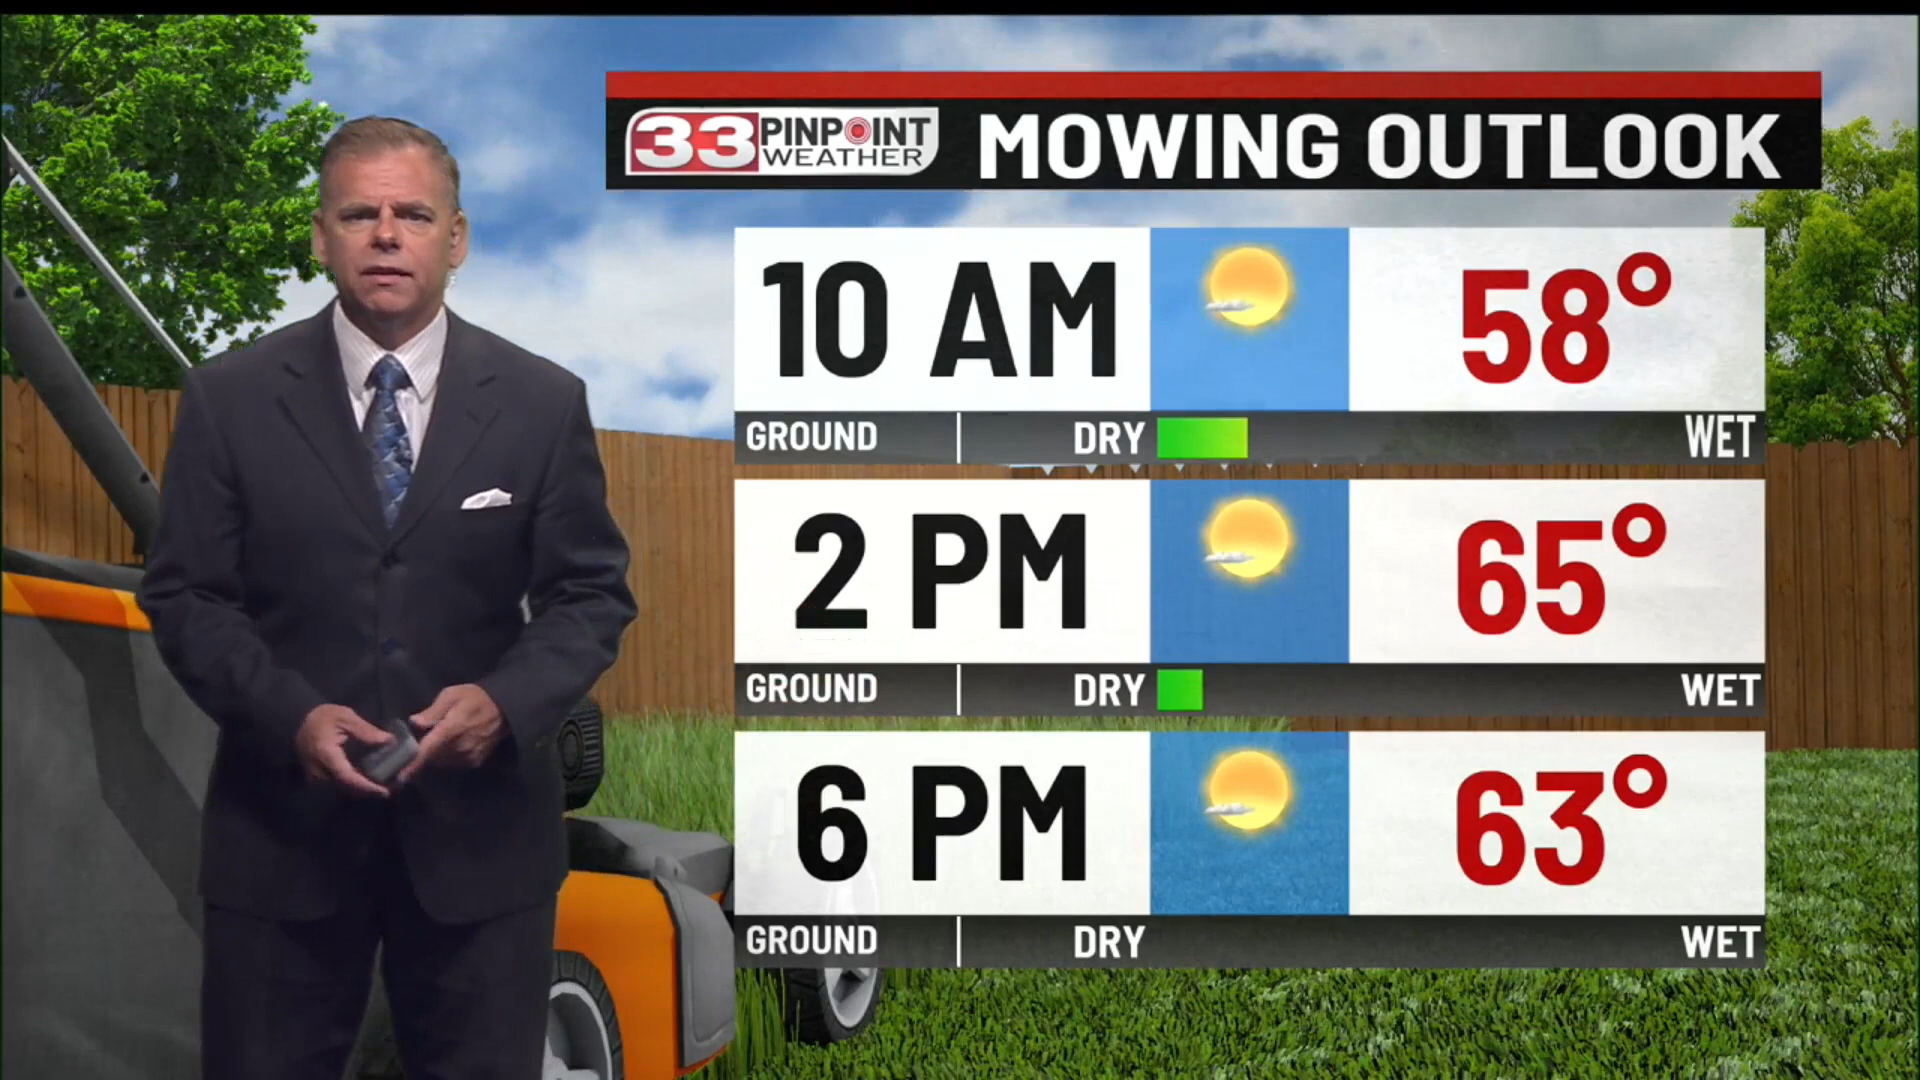 33 PINPOINT WEATHER
MOWING OUTLOOK
10 AM 58°
GROUND DRY WET
2 PM 65°
GROUND DRY WET
6 PM 63°
GROUND DRY WET